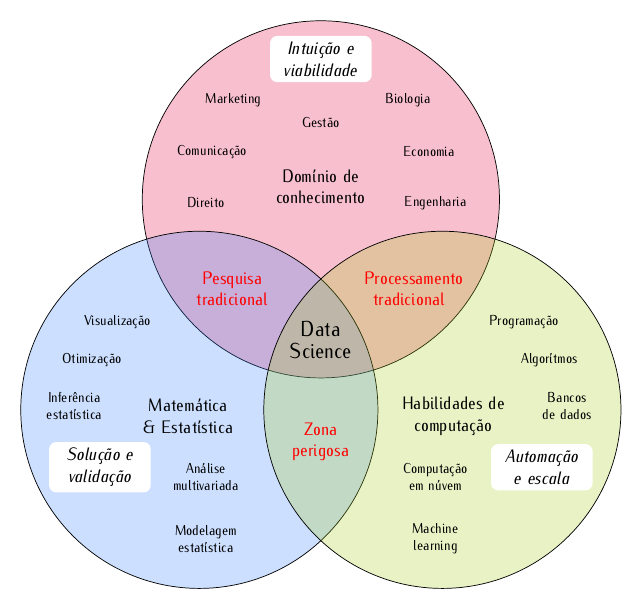 Intuição e
viabilidade
Marketing
Biologia
Gestão
Comunicação
Economia
Domínio de
conhecimento
Direito
Engenharia
Pesquisa
tradicional
Processamento
tradicional
Data
Science
Visualização
Otimização
Inferência
estatística
Matemática
& Estatística
Solução e
validação
Análise
multivariada
Modelagem
estatística
Zona
perigosa
Programação
Algorítmos
Bancos
de dados
Habilidades de
computação
Automação
e escala
Computação
em núvem
Machine
learning